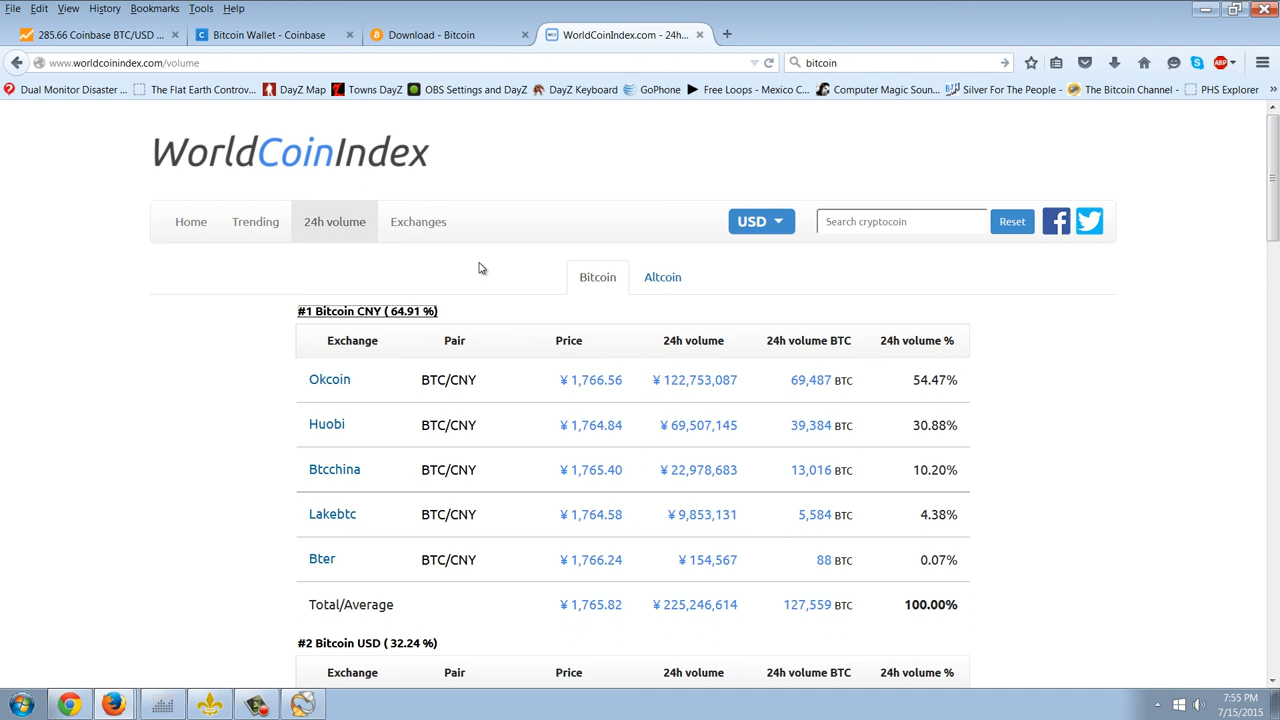 File Edit View History Bookmarks Tools Help
285.66 Coinbase BTC/USD ... × Bitcoin Wallet - Coinbase × Download - Bitcoin × WorldCoinIndex.com - 24h... × +
www.worldcoinindex.com/volume bitcoin ABP
Dual Monitor Disaster ... The Flat Earth Controv... DayZ Map Towns DayZ OBS Settings and DayZ DayZ Keyboard GoPhone Free Loops - Mexico C... Computer Magic Soun... Silver For The People - ... The Bitcoin Channel - ... PHS Explorer »
WorldCoinIndex
Home Trending 24h volume Exchanges USD Search cryptocoin Reset
Bitcoin Altcoin
#1 Bitcoin CNY ( 64.91 %)
Exchange Pair Price 24h volume 24h volume BTC 24h volume %
Okcoin BTC/CNY ¥ 1,766.56 ¥ 122,753,087 69,487 BTC 54.47%
Huobi BTC/CNY ¥ 1,764.84 ¥ 69,507,145 39,384 BTC 30.88%
Btcchina BTC/CNY ¥ 1,765.40 ¥ 22,978,683 13,016 BTC 10.20%
Lakebtc BTC/CNY ¥ 1,764.58 ¥ 9,853,131 5,584 BTC 4.38%
Bter BTC/CNY ¥ 1,766.24 ¥ 154,567 88 BTC 0.07%
Total/Average ¥ 1,765.82 ¥ 225,246,614 127,559 BTC 100.00%
#2 Bitcoin USD ( 32.24 %)
Exchange Pair Price 24h volume 24h volume BTC 24h volume %
7:55 PM
7/15/2015